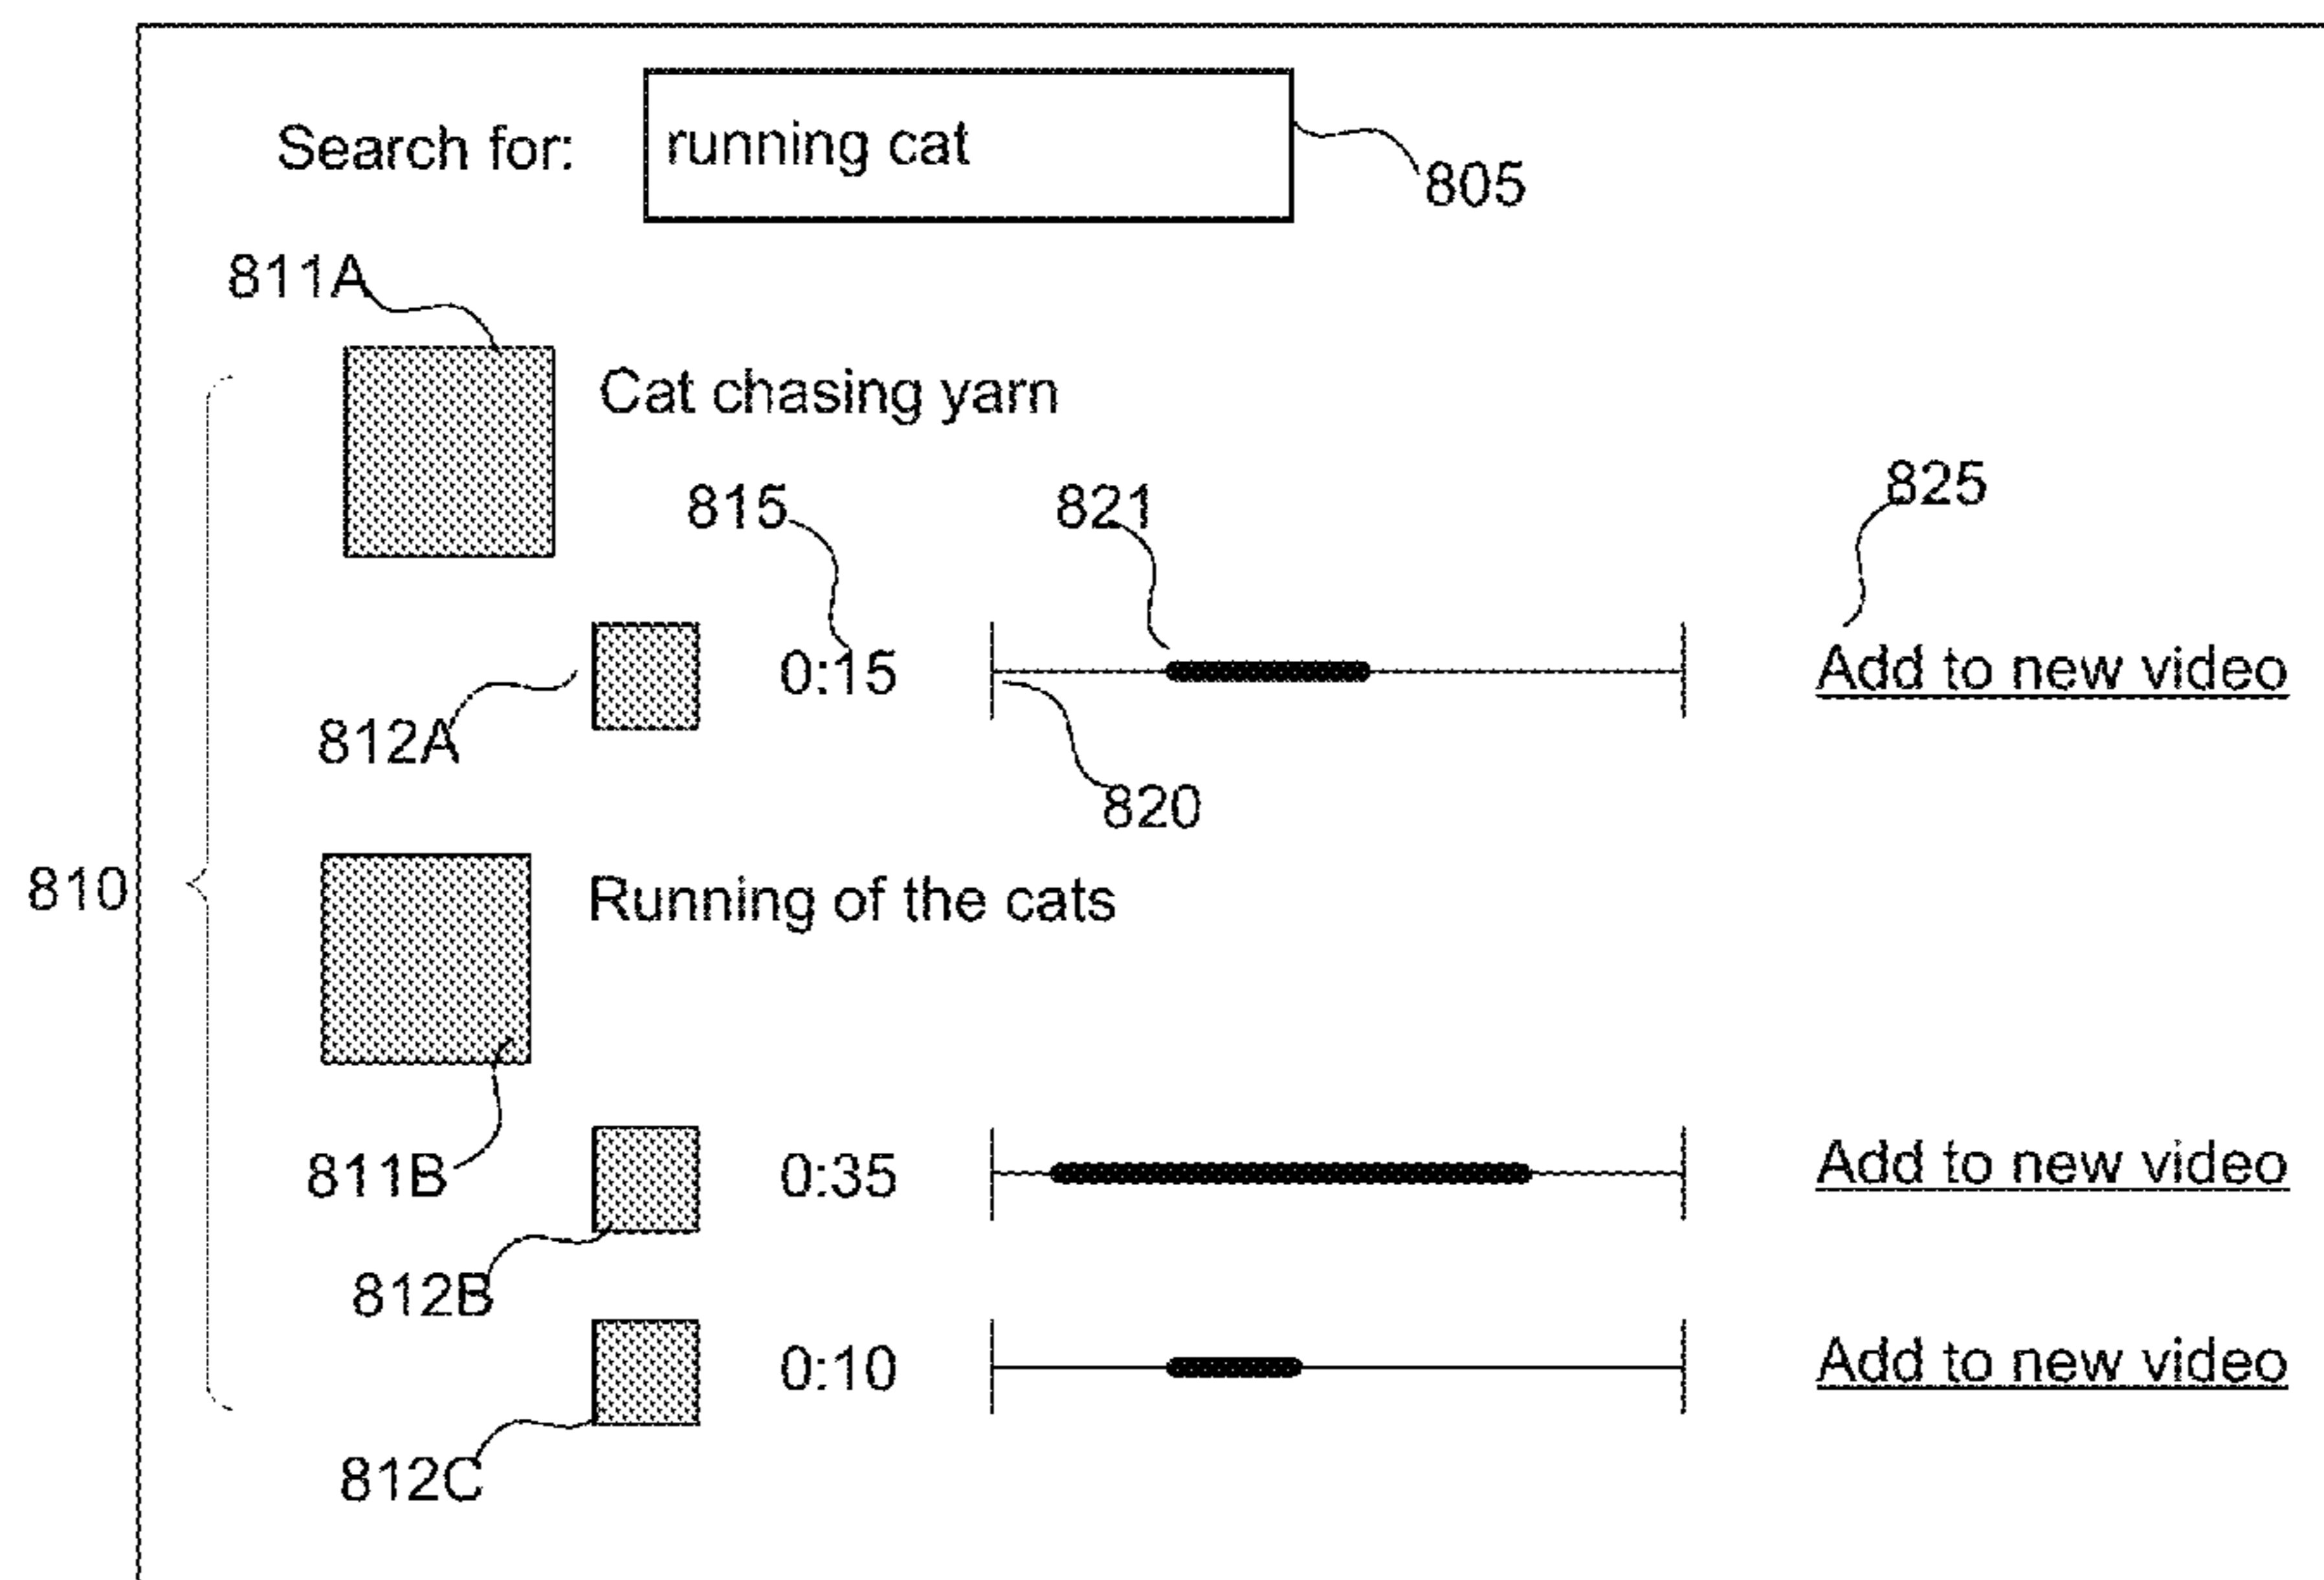 Search for: running cat
805
811A
Cat chasing yarn
815 821 825
0:15 Add to new video
812A
820
810
Running of the cats
811B 0:35 Add to new video
812B
0:10 Add to new video
812C